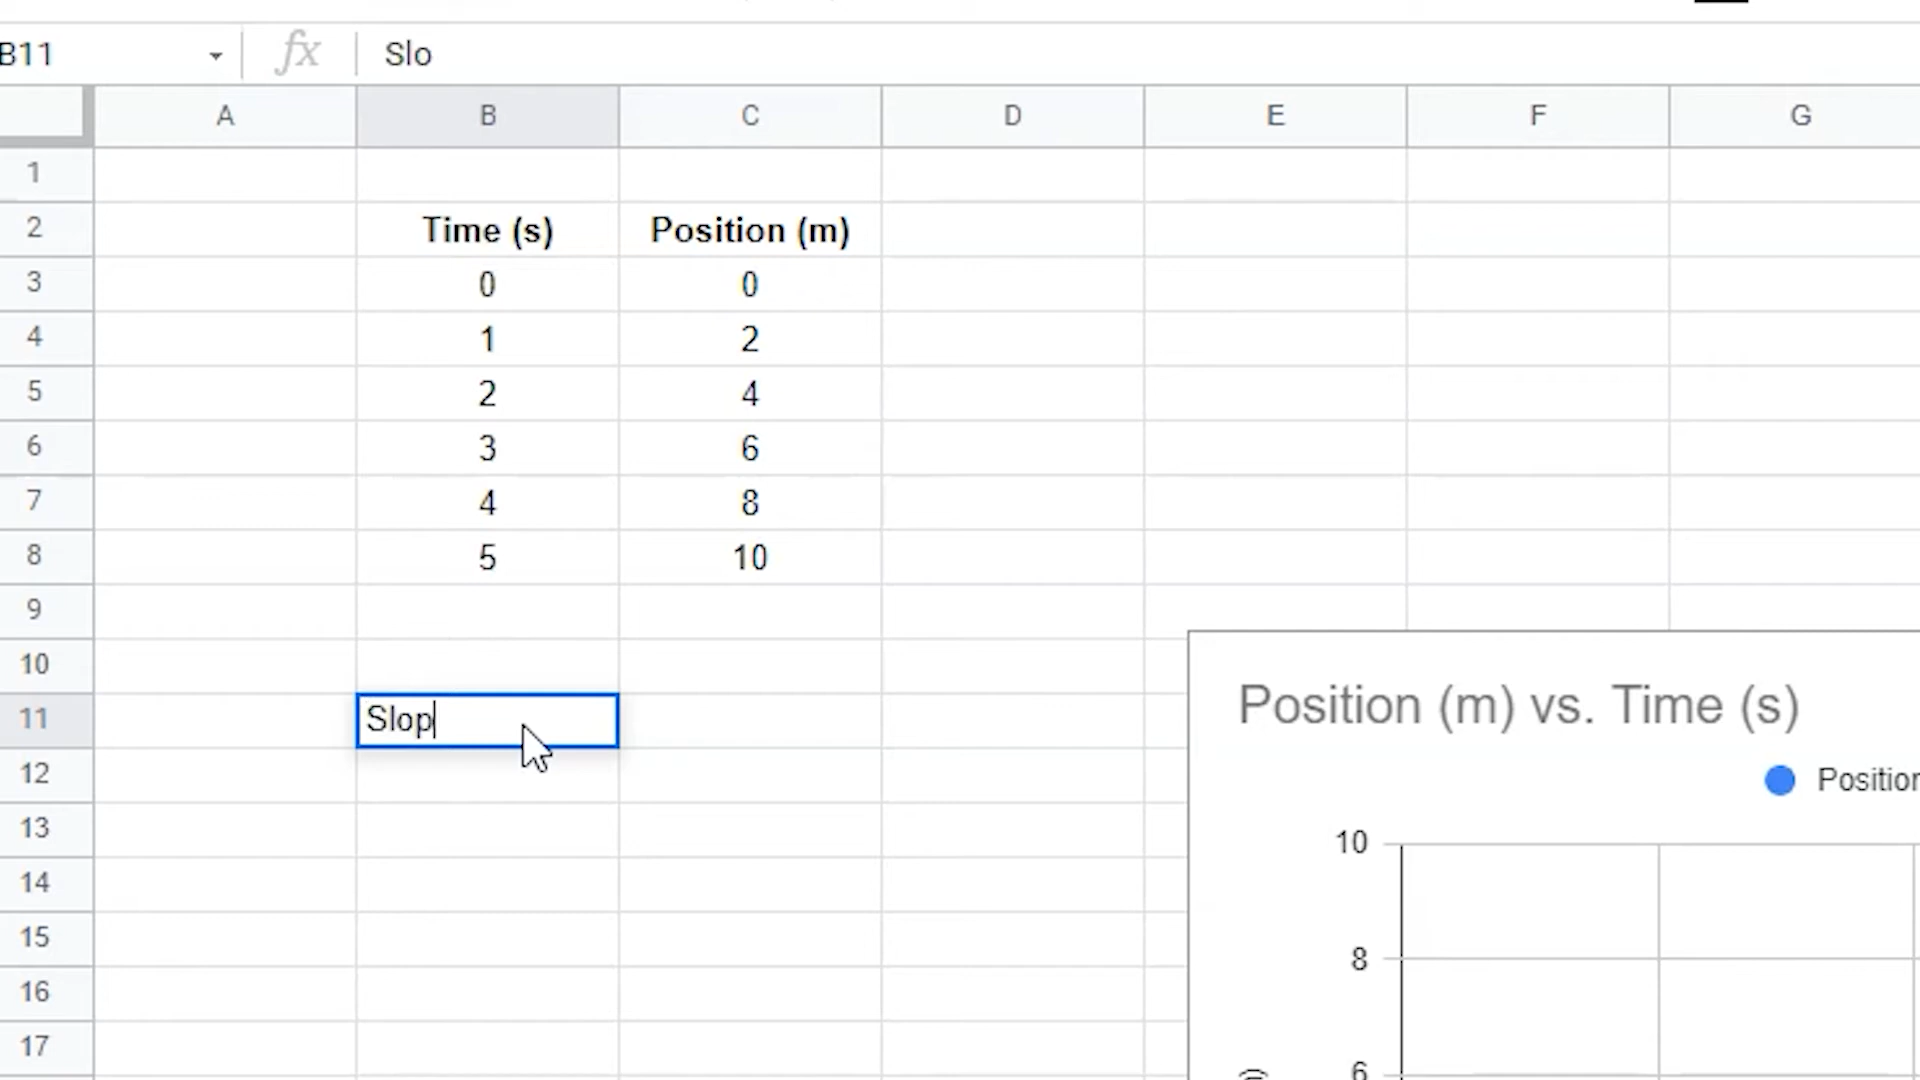 B11 fx Slo
A B C D E F G
1
2 Time (s) Position (m)
3 0 0
4 1 2
5 2 4
6 3 6
7 4 8
8 5 10
9
10
Position (m) vs. Time (s)
11 Slop
12 Position
13
10
14
15
8
16
17
6